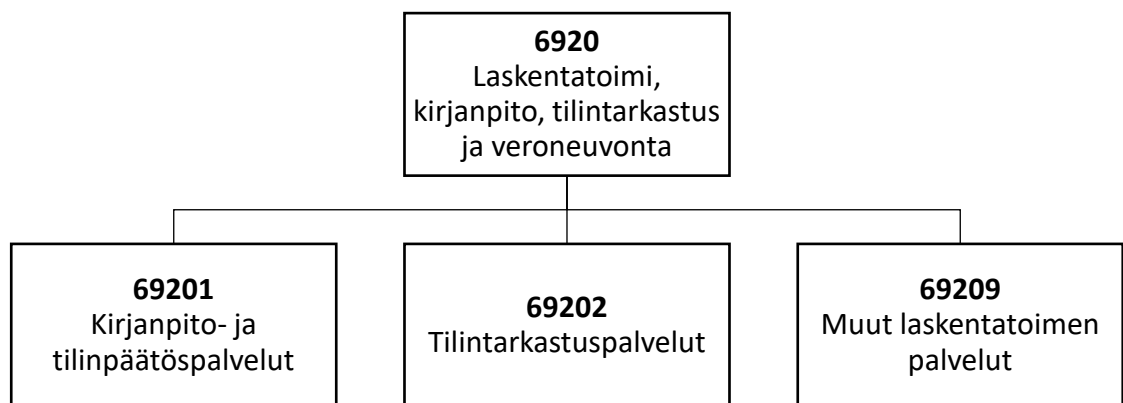 6920
Laskentatoimi,
kirjanpito, tilintarkastus
ja veroneuvonta
69201
Kirjanpito- ja
tilinpäätöspalvelut
69202
Tilintarkastuspalvelut
69209
Muut laskentatoimen
palvelut